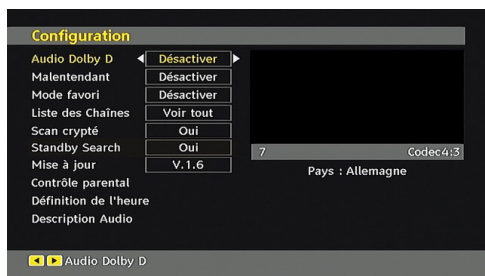 Configuration
Audio Dolby D Désactiver
Malentendant Désactiver
Mode favori Désactiver
Liste des Chaînes Voir tout
Scan crypté Oui
Standby Search Oui
Mise à jour V.1.6
Contrôle parental
Définition de l'heure
Description Audio
7 Codec4:3
Pays : Allemagne
Audio Dolby D